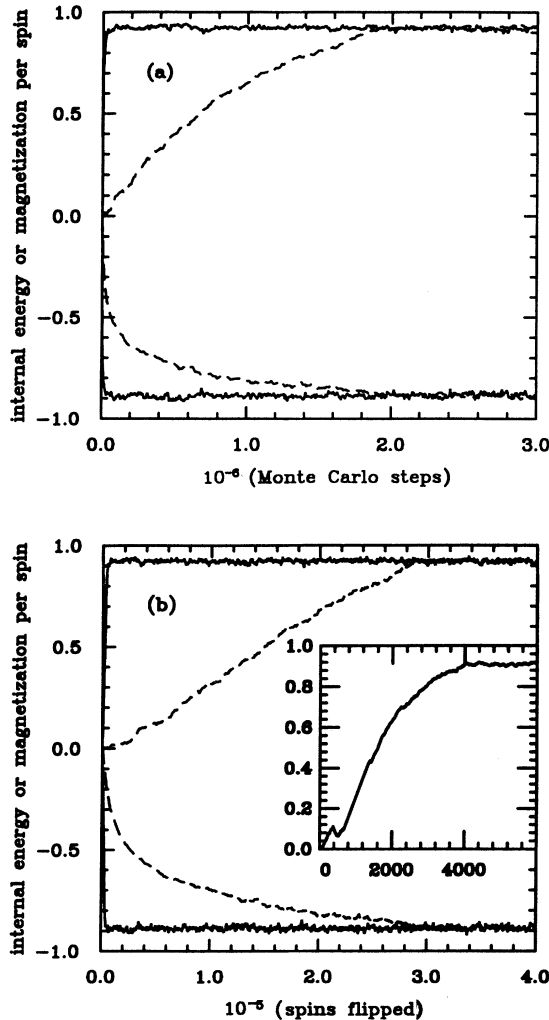 internal energy or magnetization per spin
1.0
(a)
0.5
0.0
−0.5
−1.0
0.0 1.0 2.0 3.0
10⁻⁶ (Monte Carlo steps)
internal energy or magnetization per spin
1.0
(b)
0.5
0.0
−0.5
−1.0
1.0
0.8
0.6
0.4
0.2
0.0
0 2000 4000
0.0 1.0 2.0 3.0 4.0
10⁻⁵ (spins flipped)